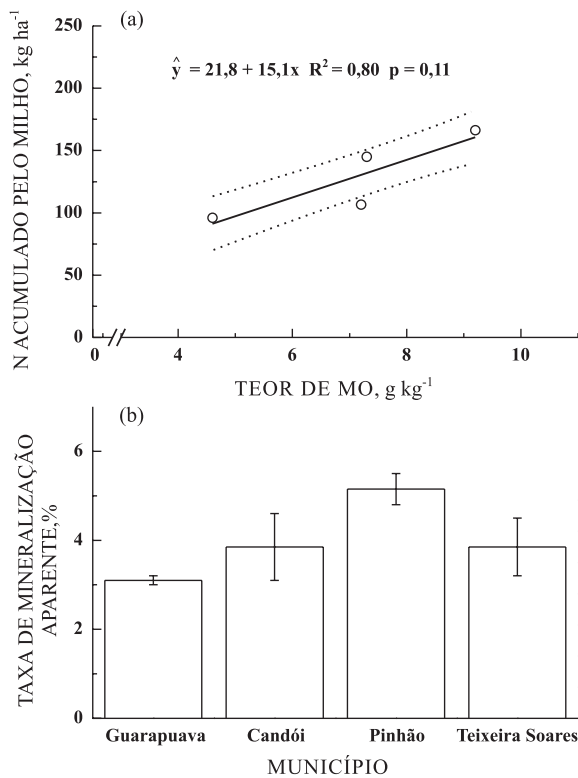 (a)
ŷ = 21,8 + 15,1x R² = 0,80 p = 0,11
N ACUMULADO PELO MILHO, kg ha⁻¹
250
200
150
100
50
0
0 4 6 8 10
TEOR DE MO, g kg⁻¹
(b)
TAXA DE MINERALIZAÇÃO
APARENTE,%
6
4
2
0
Guarapuava Candói Pinhão Teixeira Soares
MUNICÍPIO